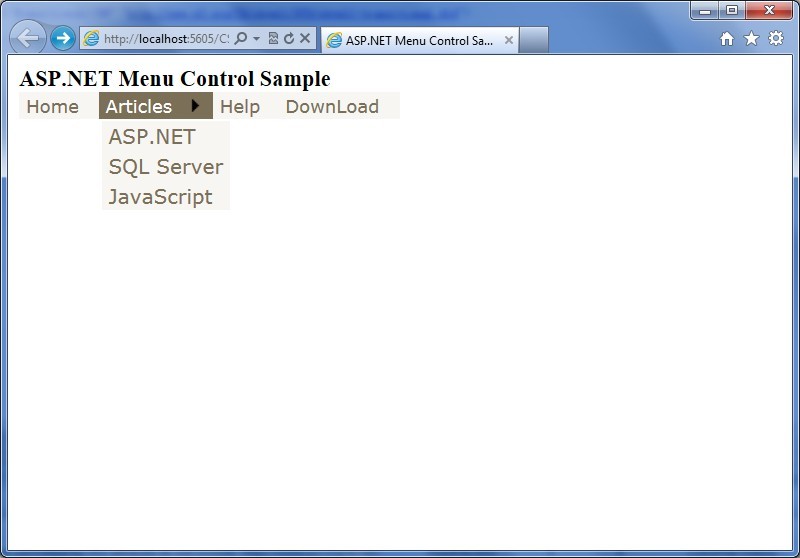 http://localhost:5605/C
ASP.NET Menu Control Sa...
ASP.NET Menu Control Sample
Home Articles Help DownLoad
ASP.NET
SQL Server
JavaScript